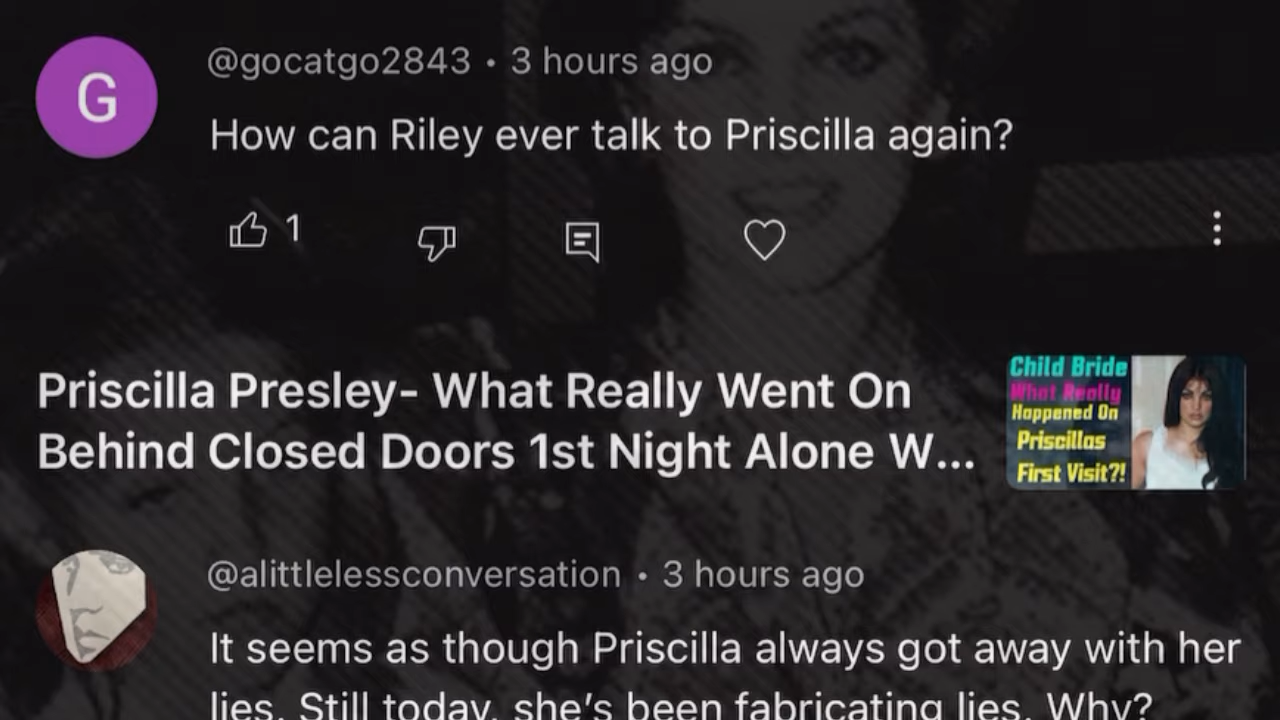 G
@gocatgo2843 • 3 hours ago
How can Riley ever talk to Priscilla again?
1
Priscilla Presley- What Really Went On
Behind Closed Doors 1st Night Alone W...
Child Bride
What Really
Happened On
Priscillas
First Visit?!
@alittlelessconversation • 3 hours ago
It seems as though Priscilla always got away with her
lies. Still today, she's been fabricating lies. Why?